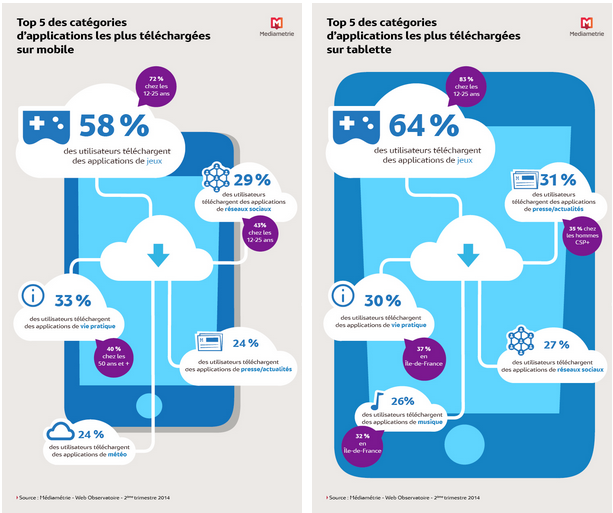 Top 5 des catégories
d'applications les plus téléchargées
sur mobile
Mediametrie
72 %
chez les
12-25 ans
58 %
des utilisateurs téléchargent
des applications de jeux
29 %
des utilisateurs
téléchargent des applications
de réseaux sociaux
43%
chez les
12-25 ans
33 %
des utilisateurs téléchargent
des applications de vie pratique
40 %
chez les
50 ans et +
24 %
des utilisateurs téléchargent
des applications de presse/actualités
24 %
des utilisateurs téléchargent
des applications de météo
Source : Médiamétrie - Web Observatoire - 2ème trimestre 2014
Top 5 des catégories
d'applications les plus téléchargées
sur tablette
Mediametrie
83 %
chez les
12-25 ans
64 %
des utilisateurs téléchargent
des applications de jeux
31 %
des utilisateurs
téléchargent des applications
de presse/actualités
35 % chez
les hommes
CSP+
30 %
des utilisateurs téléchargent
des applications de vie pratique
37 %
en
Île-de-France
27 %
des utilisateurs téléchargent
des applications de réseaux sociaux
26%
des utilisateurs téléchargent
des applications de musique
32 %
en
Île-de-France
Source : Médiamétrie - Web Observatoire - 2ème trimestre 2014